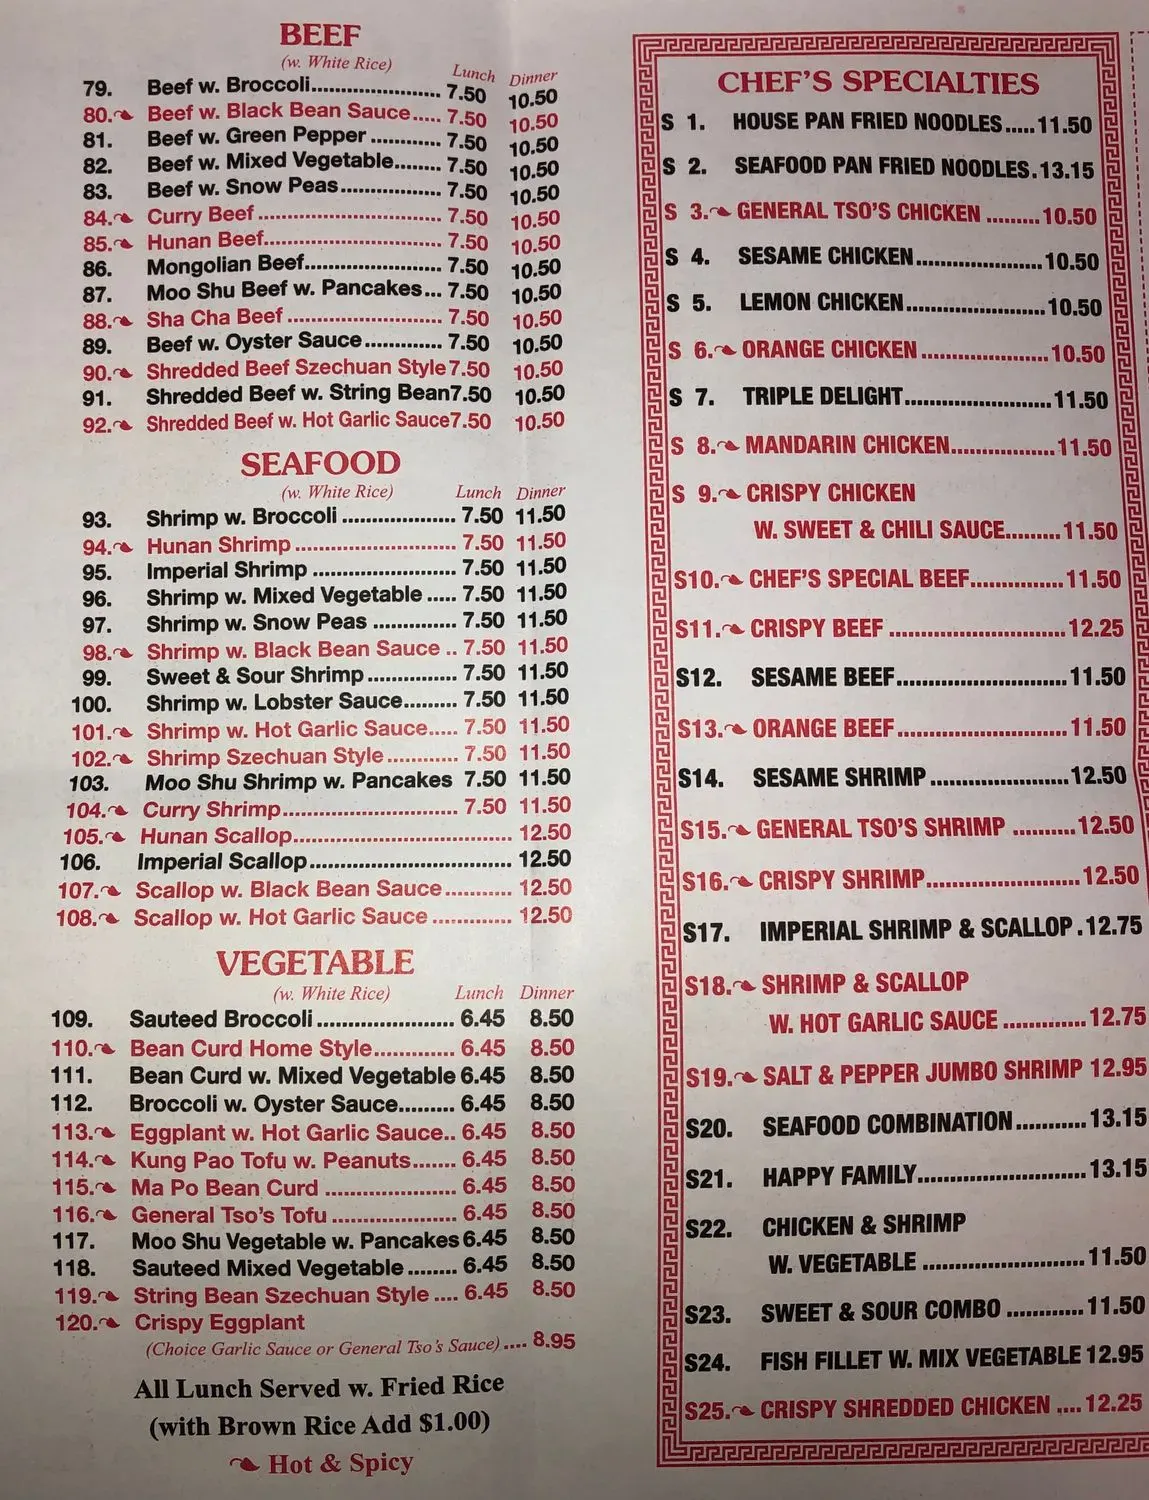 BEEF
(w. White Rice) Lunch Dinner
79. Beef w. Broccoli...................... 7.50 10.50
80. Beef w. Black Bean Sauce..... 7.50 10.50
81. Beef w. Green Pepper ............ 7.50 10.50
82. Beef w. Mixed Vegetable........ 7.50 10.50
83. Beef w. Snow Peas................. 7.50 10.50
84. Curry Beef ............................... 7.50 10.50
85. Hunan Beef.............................. 7.50 10.50
86. Mongolian Beef....................... 7.50 10.50
87. Moo Shu Beef w. Pancakes... 7.50 10.50
88. Sha Cha Beef .......................... 7.50 10.50
89. Beef w. Oyster Sauce ............. 7.50 10.50
90. Shredded Beef Szechuan Style 7.50 10.50
91. Shredded Beef w. String Bean 7.50 10.50
92. Shredded Beef w. Hot Garlic Sauce 7.50 10.50
SEAFOOD
(w. White Rice) Lunch Dinner
93. Shrimp w. Broccoli ................... 7.50 11.50
94. Hunan Shrimp ........................... 7.50 11.50
95. Imperial Shrimp ........................ 7.50 11.50
96. Shrimp w. Mixed Vegetable ..... 7.50 11.50
97. Shrimp w. Snow Peas .............. 7.50 11.50
98. Shrimp w. Black Bean Sauce .. 7.50 11.50
99. Sweet & Sour Shrimp ............... 7.50 11.50
100. Shrimp w. Lobster Sauce......... 7.50 11.50
101. Shrimp w. Hot Garlic Sauce..... 7.50 11.50
102. Shrimp Szechuan Style ............ 7.50 11.50
103. Moo Shu Shrimp w. Pancakes 7.50 11.50
104. Curry Shrimp............................. 7.50 11.50
105. Hunan Scallop..................................... 12.50
106. Imperial Scallop.................................. 12.50
107. Scallop w. Black Bean Sauce........... 12.50
108. Scallop w. Hot Garlic Sauce ............. 12.50
VEGETABLE
(w. White Rice) Lunch Dinner
109. Sauteed Broccoli ....................... 6.45 8.50
110. Bean Curd Home Style.............. 6.45 8.50
111. Bean Curd w. Mixed Vegetable 6.45 8.50
112. Broccoli w. Oyster Sauce......... 6.45 8.50
113. Eggplant w. Hot Garlic Sauce.. 6.45 8.50
114. Kung Pao Tofu w. Peanuts....... 6.45 8.50
115. Ma Po Bean Curd ...................... 6.45 8.50
116. General Tso's Tofu ..................... 6.45 8.50
117. Moo Shu Vegetable w. Pancakes 6.45 8.50
118. Sauteed Mixed Vegetable ........ 6.45 8.50
119. String Bean Szechuan Style .... 6.45 8.50
120. Crispy Eggplant
(Choice Garlic Sauce or General Tso's Sauce) .... 8.95
All Lunch Served w. Fried Rice
(with Brown Rice Add $1.00)
Hot & Spicy
CHEF'S SPECIALTIES
S 1. HOUSE PAN FRIED NOODLES.....11.50
S 2. SEAFOOD PAN FRIED NOODLES.13.15
S 3. GENERAL TSO'S CHICKEN .........10.50
S 4. SESAME CHICKEN.....................10.50
S 5. LEMON CHICKEN.......................10.50
S 6. ORANGE CHICKEN .....................10.50
S 7. TRIPLE DELIGHT.........................11.50
S 8. MANDARIN CHICKEN..................11.50
S 9. CRISPY CHICKEN
W. SWEET & CHILI SAUCE.........11.50
S10. CHEF'S SPECIAL BEEF...............11.50
S11. CRISPY BEEF .............................12.25
S12. SESAME BEEF............................11.50
S13. ORANGE BEEF............................11.50
S14. SESAME SHRIMP .......................12.50
S15. GENERAL TSO'S SHRIMP ..........12.50
S16. CRISPY SHRIMP.........................12.50
S17. IMPERIAL SHRIMP & SCALLOP .12.75
S18. SHRIMP & SCALLOP
W. HOT GARLIC SAUCE .............12.75
S19. SALT & PEPPER JUMBO SHRIMP 12.95
S20. SEAFOOD COMBINATION...........13.15
S21. HAPPY FAMILY...........................13.15
S22. CHICKEN & SHRIMP
W. VEGETABLE ..........................11.50
S23. SWEET & SOUR COMBO ............11.50
S24. FISH FILLET W. MIX VEGETABLE 12.95
S25. CRISPY SHREDDED CHICKEN ....12.25